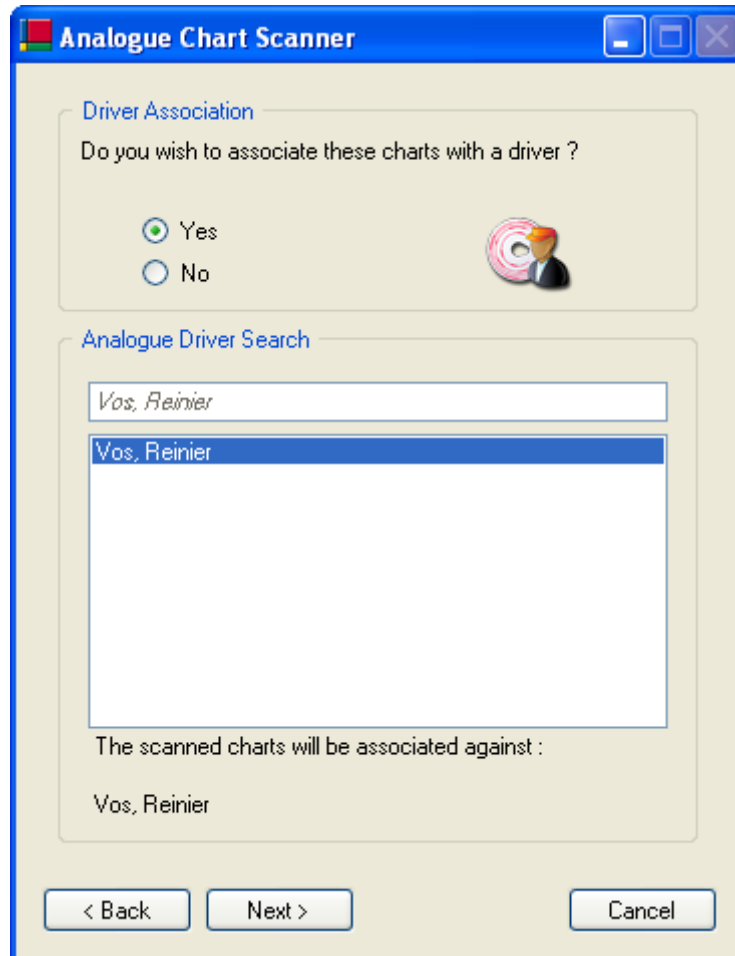 Analogue Chart Scanner
Driver Association
Do you wish to associate these charts with a driver ?
Yes
No
Analogue Driver Search
Vos, Reinier
Vos, Reinier
The scanned charts will be associated against :
Vos, Reinier
< Back Next > Cancel